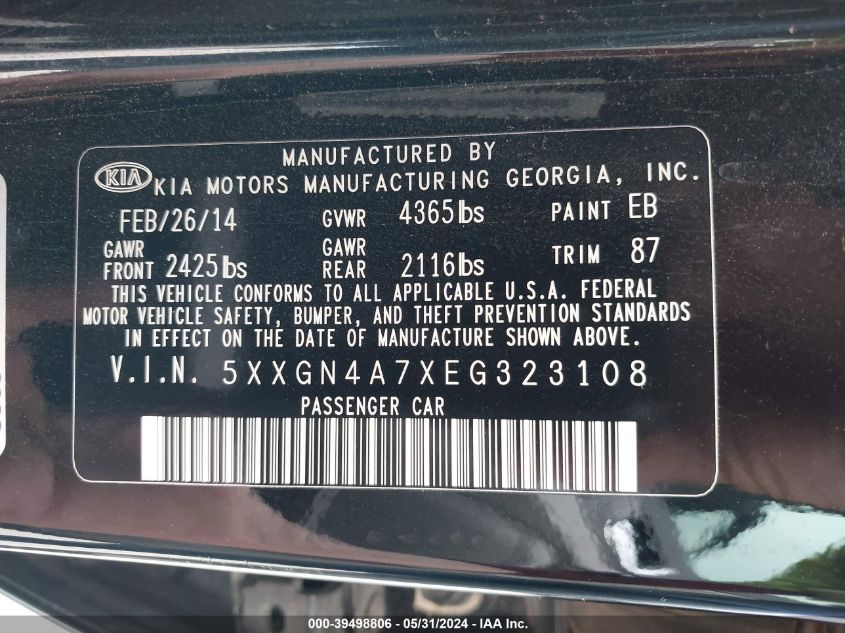 MANUFACTURED BY
KIA KIA MOTORS MANUFACTURING GEORGIA, INC.
FEB/26/14 GVWR 4365lbs PAINT EB
GAWR FRONT 2425lbs GAWR REAR 2116lbs TRIM 87
THIS VEHICLE CONFORMS TO ALL APPLICABLE U.S.A. FEDERAL
MOTOR VEHICLE SAFETY, BUMPER, AND THEFT PREVENTION STANDARDS
IN EFFECT ON THE DATE OF MANUFACTURE SHOWN ABOVE.
V.I.N. 5XXGN4A7XEG323108
PASSENGER CAR
000-39498806 - 05/31/2024 - IAA Inc.